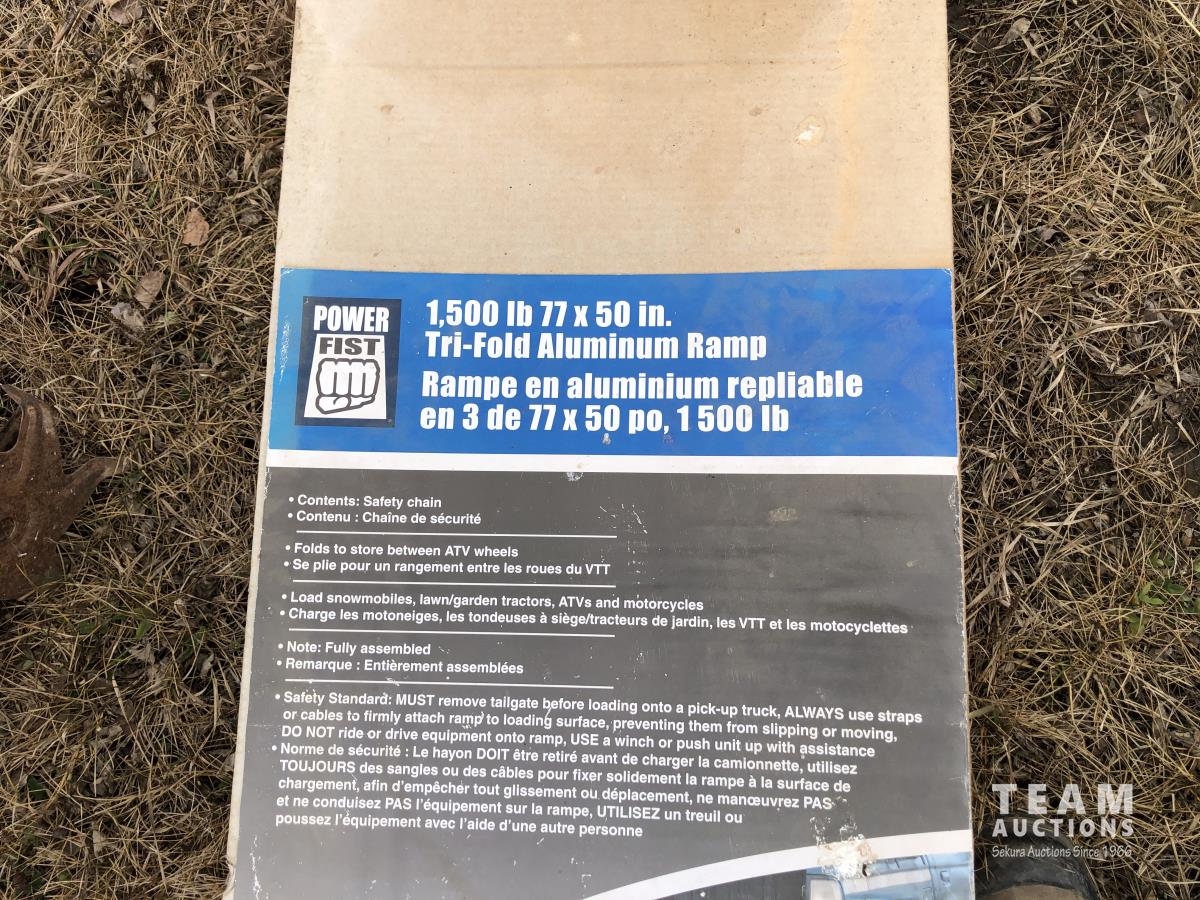 POWER
FIST
1,500 lb 77 x 50 in.
Tri-Fold Aluminum Ramp
Rampe en aluminium repliable
en 3 de 77 x 50 po, 1 500 lb
• Contents: Safety chain
• Contenu : Chaîne de sécurité
• Folds to store between ATV wheels
• Se plie pour un rangement entre les roues du VTT
• Load snowmobiles, lawn/garden tractors, ATVs and motorcycles
• Charge les motoneiges, les tondeuses à siège/tracteurs de jardin, les VTT et les motocyclettes
• Note: Fully assembled
• Remarque : Entièrement assemblées
• Safety Standard: MUST remove tailgate before loading onto a pick-up truck, ALWAYS use straps
or cables to firmly attach ramp to loading surface, preventing them from slipping or moving,
DO NOT ride or drive equipment onto ramp, USE a winch or push unit up with assistance
• Norme de sécurité : Le hayon DOIT être retiré avant de charger la camionnette, utilisez
TOUJOURS des sangles ou des câbles pour fixer solidement la rampe à la surface de
chargement, afin d'empêcher tout glissement ou déplacement, ne manœuvrez PAS
et ne conduisez PAS l'équipement sur la rampe, UTILISEZ un treuil ou
poussez l'équipement avec l'aide d'une autre personne
TEAM
AUCTIONS
Sekura Auctions Since 1966